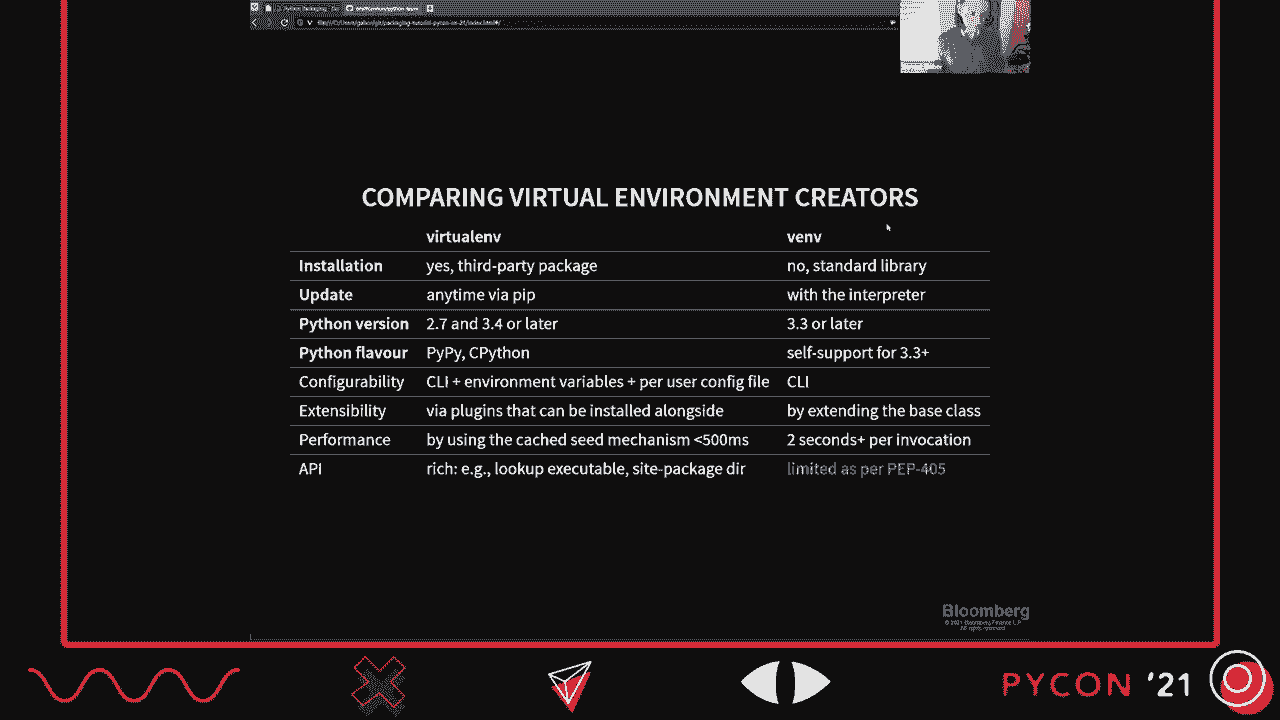 COMPARING VIRTUAL ENVIRONMENT CREATORS
virtualenv venv
Installation yes, third-party package no, standard library
Update anytime via pip with the interpreter
Python version 2.7 and 3.4 or later 3.3 or later
Python flavour PyPy, CPython self-support for 3.3+
Configurability CLI + environment variables + per user config file CLI
Extensibility via plugins that can be installed alongside by extending the base class
Performance by using the cached seed mechanism <500ms 2 seconds+ per invocation
API rich: e.g., lookup executable, site-package dir limited as per PEP-405
Bloomberg
© 2021 Bloomberg Finance L.P.
All rights reserved.
PYCON '21